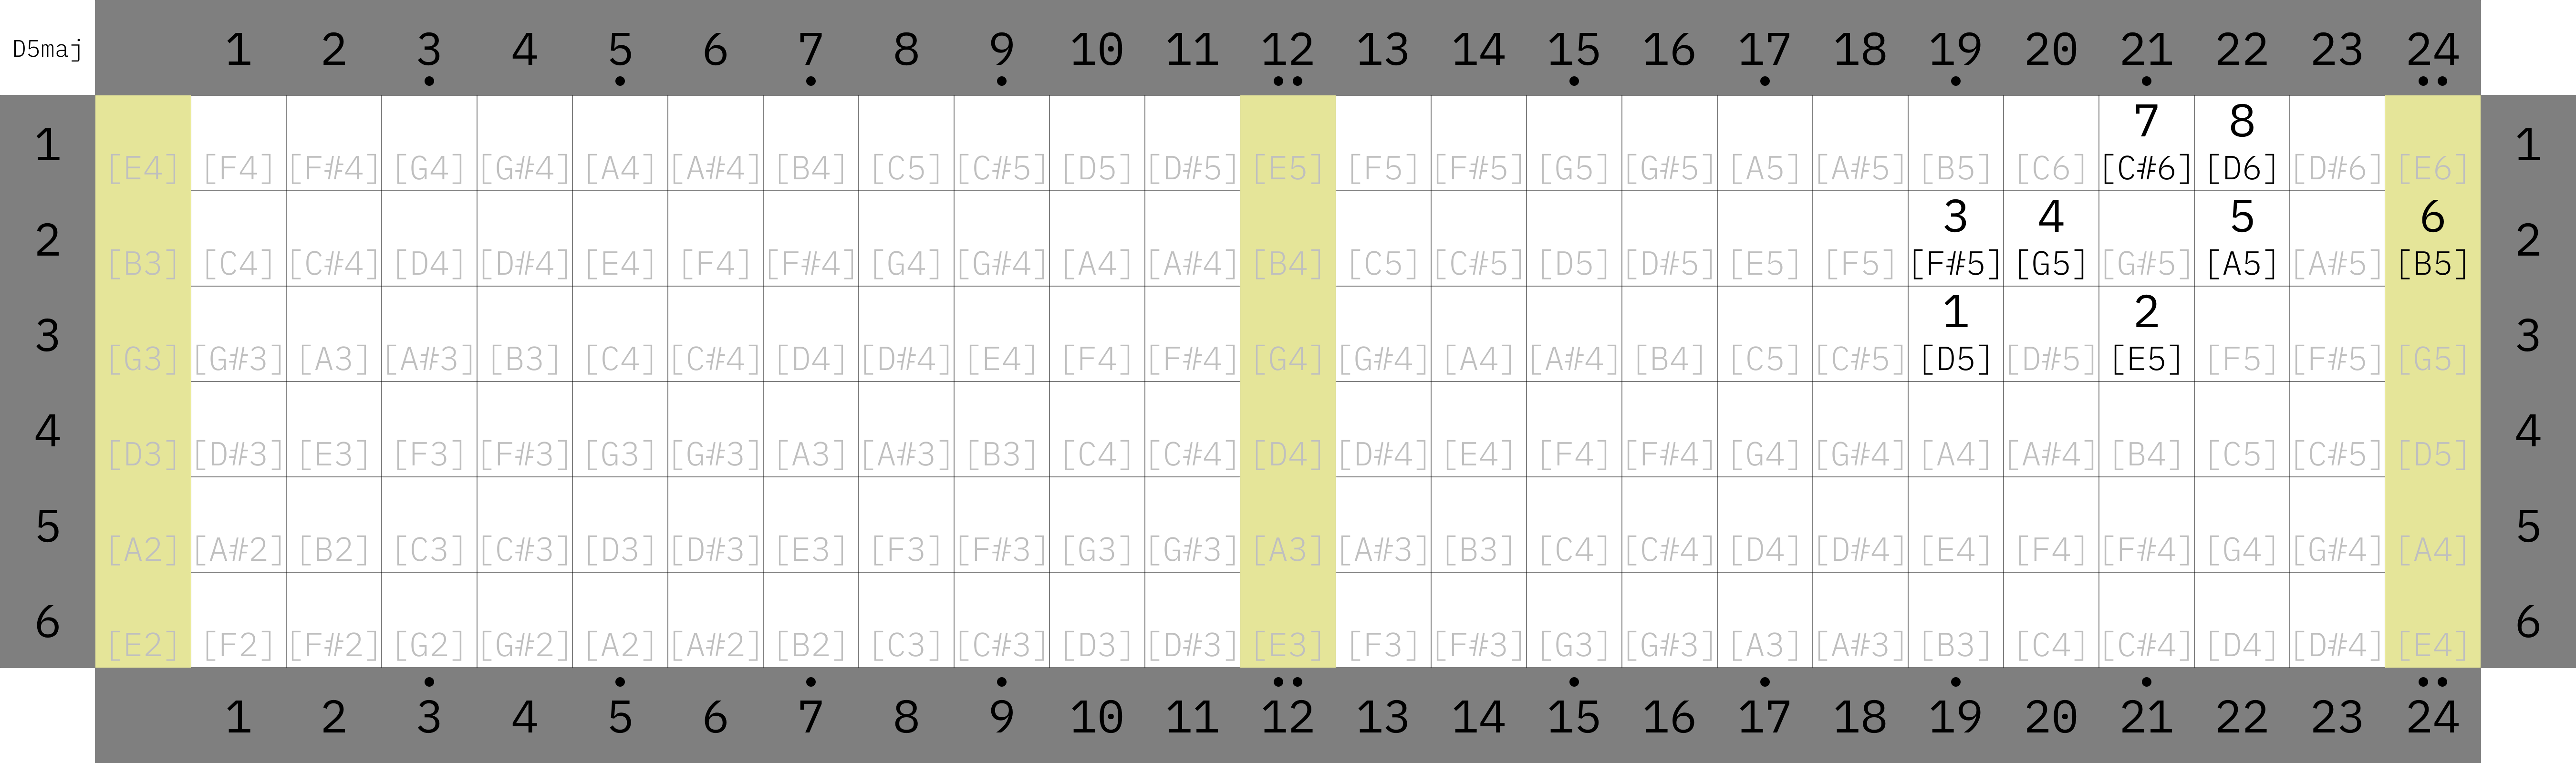 D5maj 1 2 3 4 5 6 7 8 9 10 11 12 13 14 15 16 17 18 19 20 21 22 23 24
7 8
1 [E4] [F4] [F#4] [G4] [G#4] [A4] [A#4] [B4] [C5] [C#5] [D5] [D#5] [E5] [F5] [F#5] [G5] [G#5] [A5] [A#5] [B5] [C6] [C#6] [D6] [D#6] [E6] 1
3 4 5 6
2 [B3] [C4] [C#4] [D4] [D#4] [E4] [F4] [F#4] [G4] [G#4] [A4] [A#4] [B4] [C5] [C#5] [D5] [D#5] [E5] [F5] [F#5] [G5] [G#5] [A5] [A#5] [B5] 2
1 2
3 [G3] [G#3] [A3] [A#3] [B3] [C4] [C#4] [D4] [D#4] [E4] [F4] [F#4] [G4] [G#4] [A4] [A#4] [B4] [C5] [C#5] [D5] [D#5] [E5] [F5] [F#5] [G5] 3
4 [D3] [D#3] [E3] [F3] [F#3] [G3] [G#3] [A3] [A#3] [B3] [C4] [C#4] [D4] [D#4] [E4] [F4] [F#4] [G4] [G#4] [A4] [A#4] [B4] [C5] [C#5] [D5] 4
5 [A2] [A#2] [B2] [C3] [C#3] [D3] [D#3] [E3] [F3] [F#3] [G3] [G#3] [A3] [A#3] [B3] [C4] [C#4] [D4] [D#4] [E4] [F4] [F#4] [G4] [G#4] [A4] 5
6 [E2] [F2] [F#2] [G2] [G#2] [A2] [A#2] [B2] [C3] [C#3] [D3] [D#3] [E3] [F3] [F#3] [G3] [G#3] [A3] [A#3] [B3] [C4] [C#4] [D4] [D#4] [E4] 6
1 2 3 4 5 6 7 8 9 10 11 12 13 14 15 16 17 18 19 20 21 22 23 24